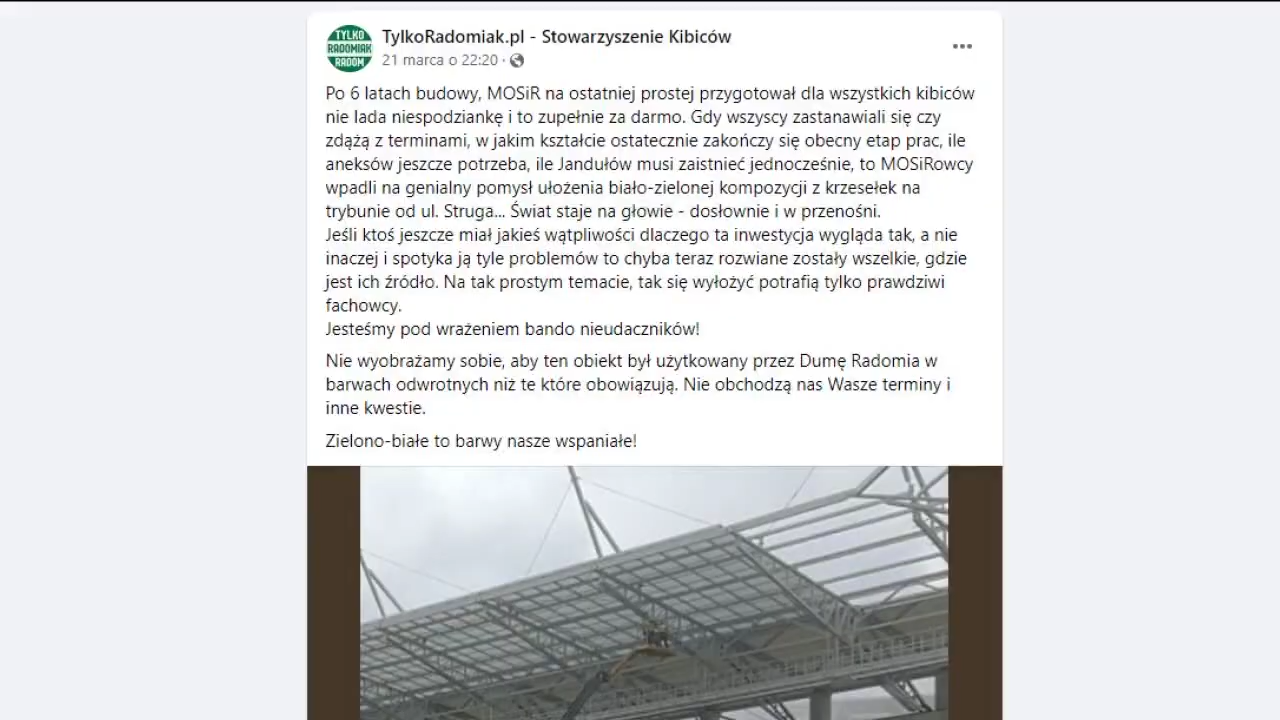 TYLKO
RADOMIAK
RADOM
TylkoRadomiak.pl - Stowarzyszenie Kibiców
21 marca o 22:20 ·
Po 6 latach budowy, MOSiR na ostatniej prostej przygotował dla wszystkich kibiców
nie lada niespodziankę i to zupełnie za darmo. Gdy wszyscy zastanawiali się czy
zdążą z terminami, w jakim kształcie ostatecznie zakończy się obecny etap prac, ile
aneksów jeszcze potrzeba, ile Jandułów musi zaistnieć jednocześnie, to MOSiRowcy
wpadli na genialny pomysł ułożenia biało-zielonej kompozycji z krzesełek na
trybunie od ul. Struga... Świat staje na głowie - dosłownie i w przenośni.
Jeśli ktoś jeszcze miał jakieś wątpliwości dlaczego ta inwestycja wygląda tak, a nie
inaczej i spotyka ją tyle problemów to chyba teraz rozwiane zostały wszelkie, gdzie
jest ich źródło. Na tak prostym temacie, tak się wyłożyć potrafią tylko prawdziwi
fachowcy.
Jesteśmy pod wrażeniem bando nieudaczników!
Nie wyobrażamy sobie, aby ten obiekt był użytkowany przez Dumę Radomia w
barwach odwrotnych niż te które obowiązują. Nie obchodzą nas Wasze terminy i
inne kwestie.
Zielono-białe to barwy nasze wspaniałe!